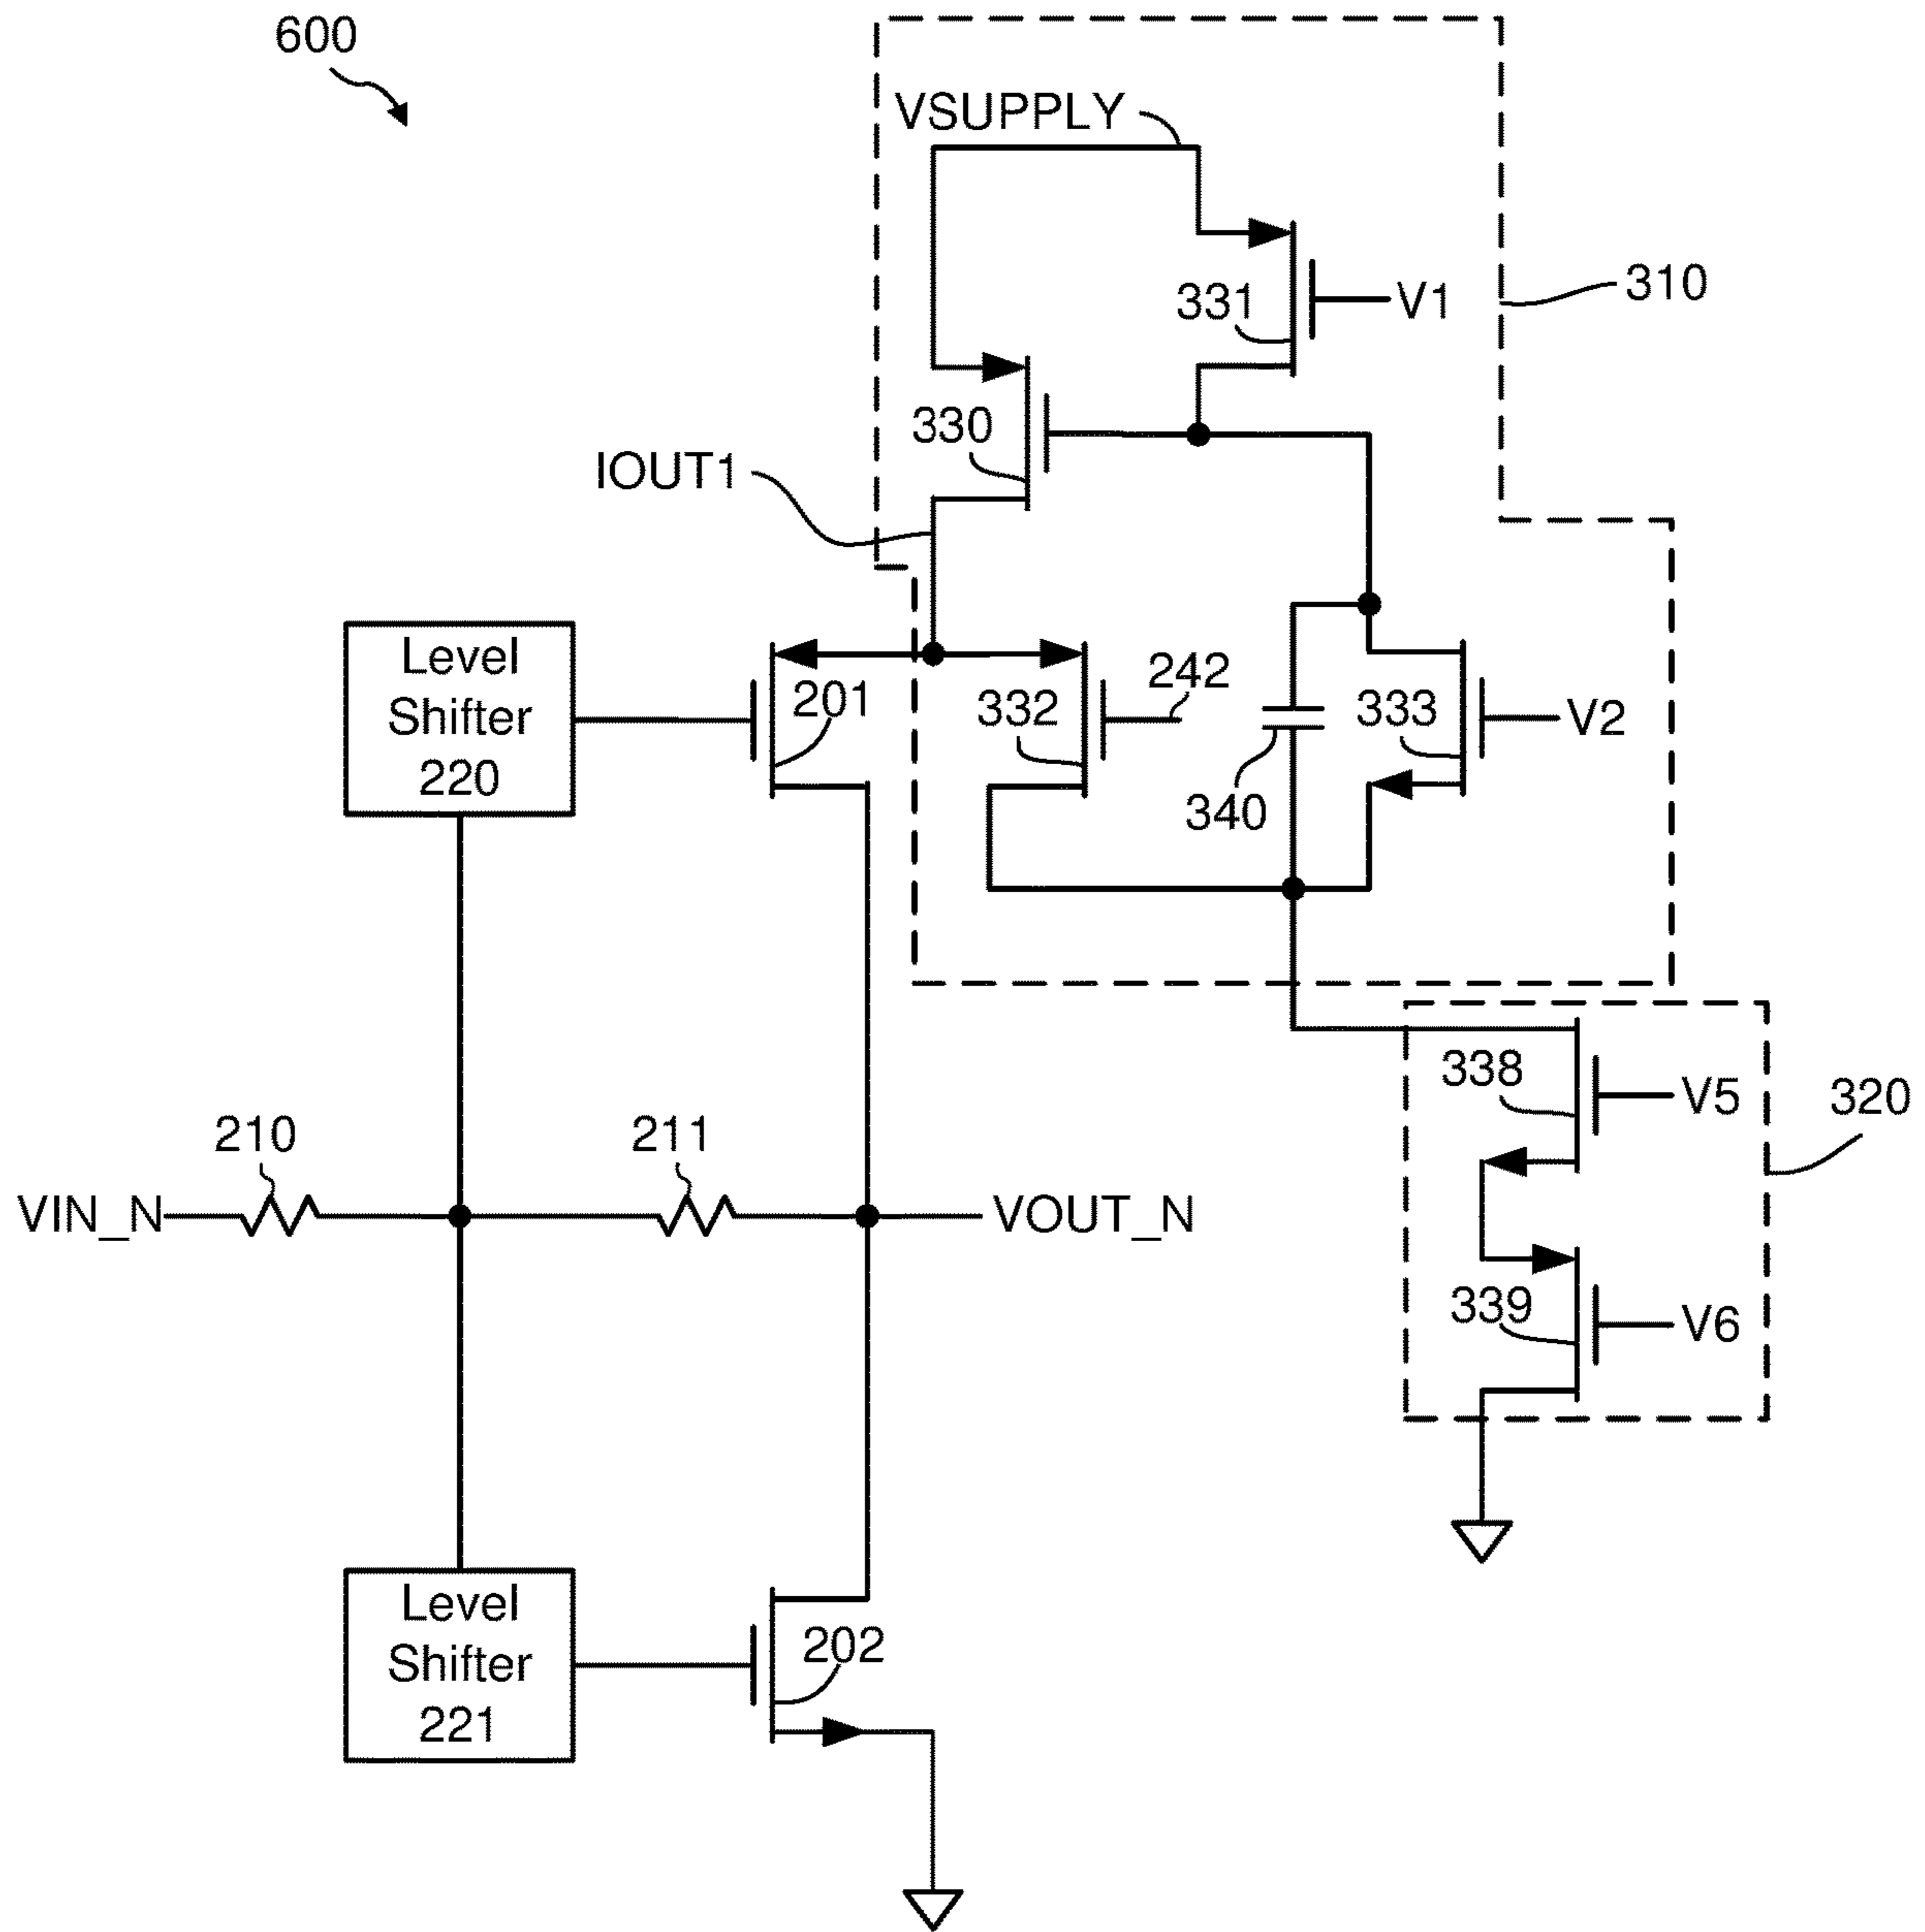 600
VSUPPLY
331
V1
310
330
IOUT1
Level
Shifter
220
201
332
242
340
333
V2
338
V5
320
210
211
VIN_N
VOUT_N
339
V6
Level
Shifter
221
202